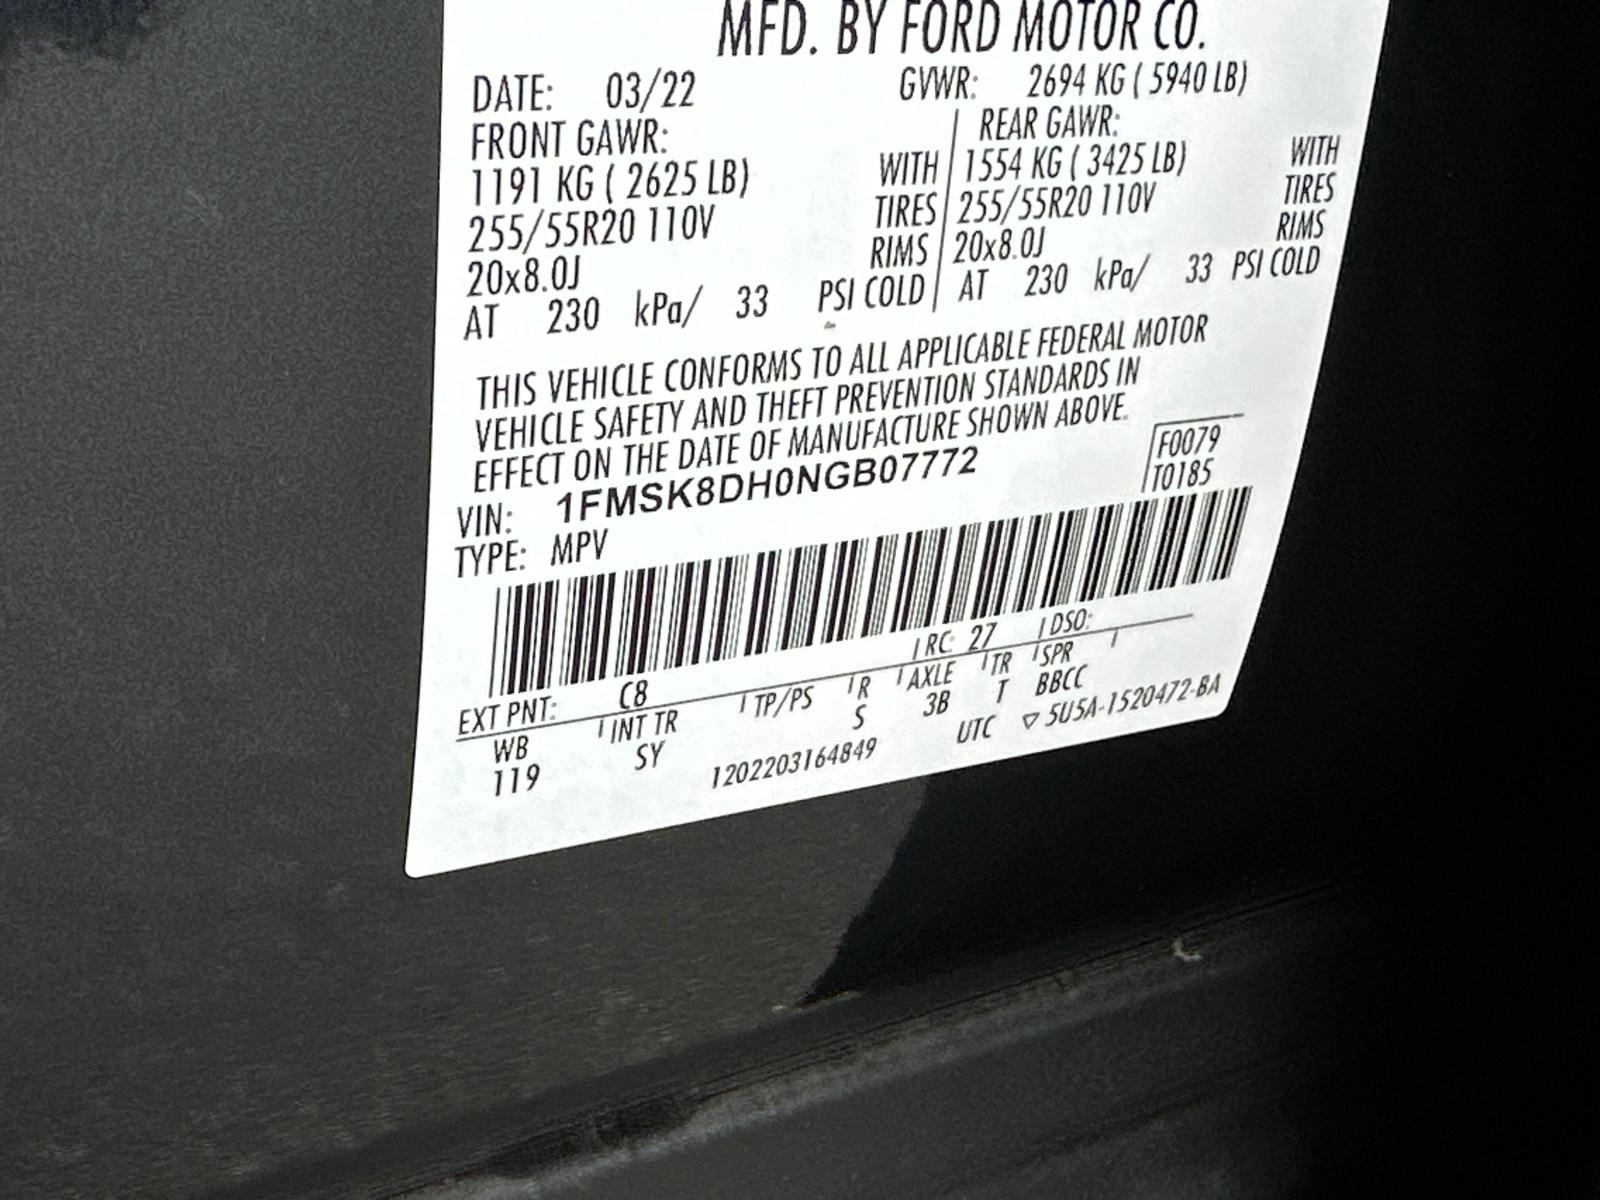 MFD. BY FORD MOTOR CO.
DATE: 03/22 GVWR: 2694 KG ( 5940 LB)
FRONT GAWR: REAR GAWR:
1191 KG ( 2625 LB) WITH 1554 KG ( 3425 LB) WITH
255/55R20 110V TIRES 255/55R20 110V TIRES
20x8.0J RIMS 20x8.0J RIMS
AT 230 kPa/ 33 PSI COLD AT 230 kPa/ 33 PSI COLD
THIS VEHICLE CONFORMS TO ALL APPLICABLE FEDERAL MOTOR
VEHICLE SAFETY AND THEFT PREVENTION STANDARDS IN
EFFECT ON THE DATE OF MANUFACTURE SHOWN ABOVE.
VIN: 1FMSK8DH0NGB07772 F0079
TYPE: MPV T0185
EXT PNT: C8 RC: 27 DSO:
WB INT TR TP/PS R AXLE TR SPR
119 SY S 3B T BBCC
1202203164849 UTC ▽ 5U5A-1520472-BA